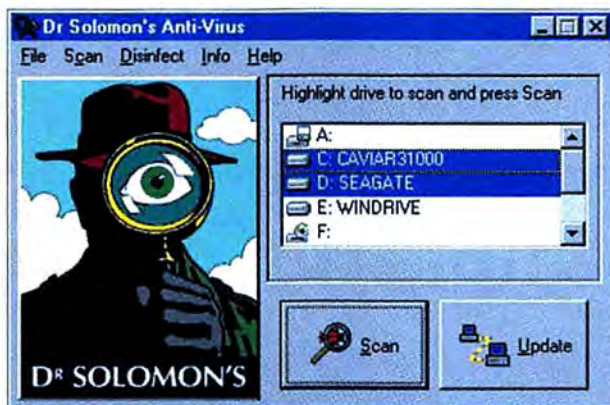 Dr Solomon's Anti-Virus
File Scan Disinfect Info Help
Highlight drive to scan and press Scan
A:
C: CAVIAR31000
D: SEAGATE
E: WINDRIVE
F:
Scan
Update
DR SOLOMON'S